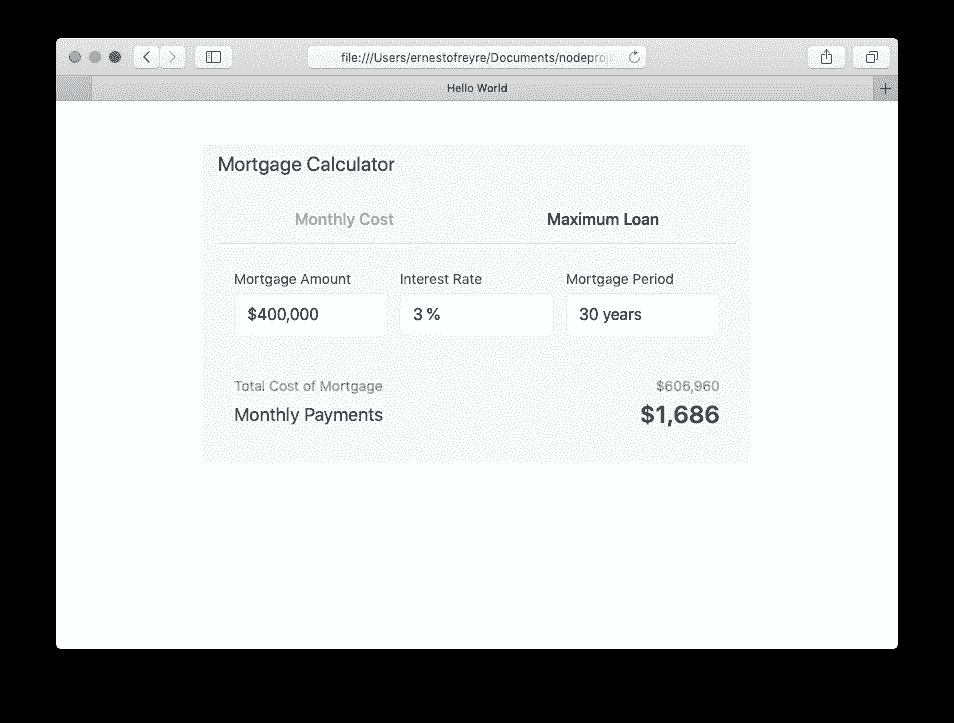 file:///Users/ernestofreyre/Documents/nodeproj
Hello World
Mortgage Calculator
Monthly Cost Maximum Loan
Mortgage Amount Interest Rate Mortgage Period
$400,000 3 % 30 years
Total Cost of Mortgage $606,960
Monthly Payments $1,686